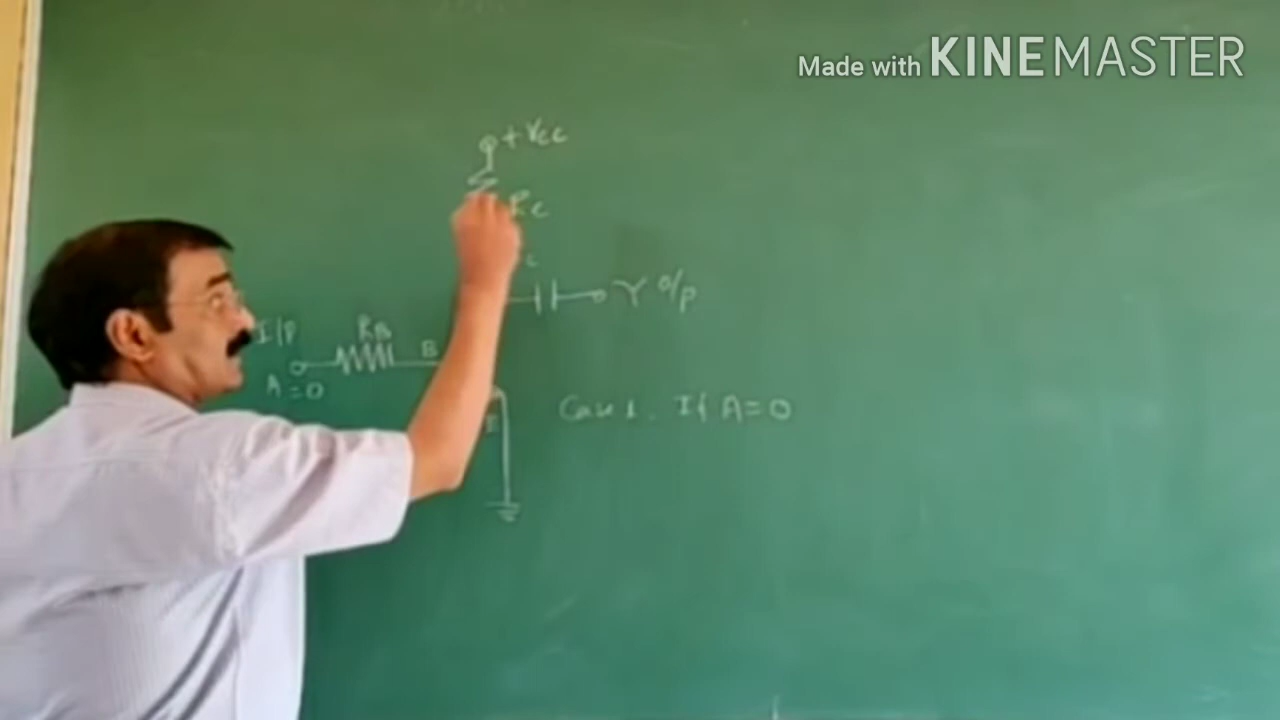 Made with KINEMASTER
+ Vcc
Rc
c
Y O/p
I/P
RB
B
A = 0
E
Case 1. If A = 0